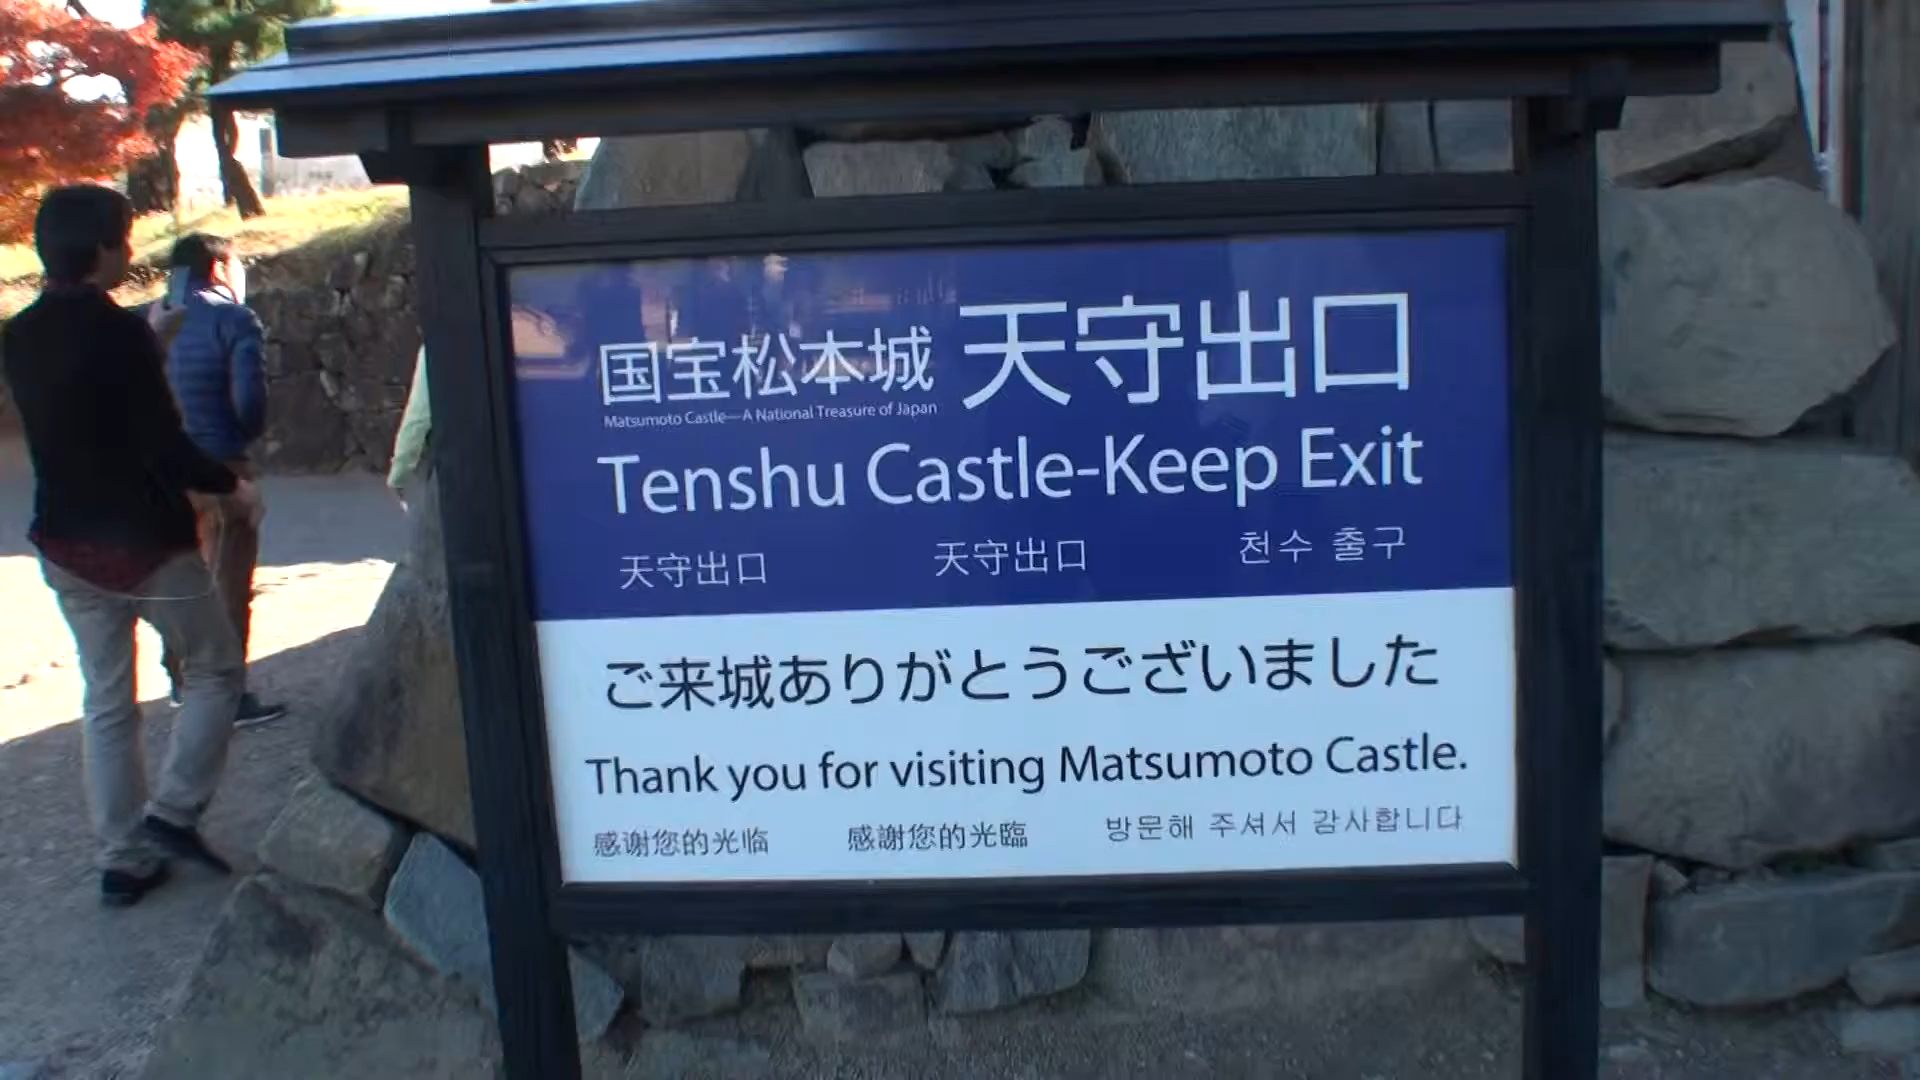 国宝松本城 天守出口
Matsumoto Castle—A National Treasure of Japan
Tenshu Castle-Keep Exit
天守出口 天守出口 천수 출구
ご来城ありがとうございました
Thank you for visiting Matsumoto Castle.
感谢您的光临 感謝您的光臨 방문해 주셔서 감사합니다